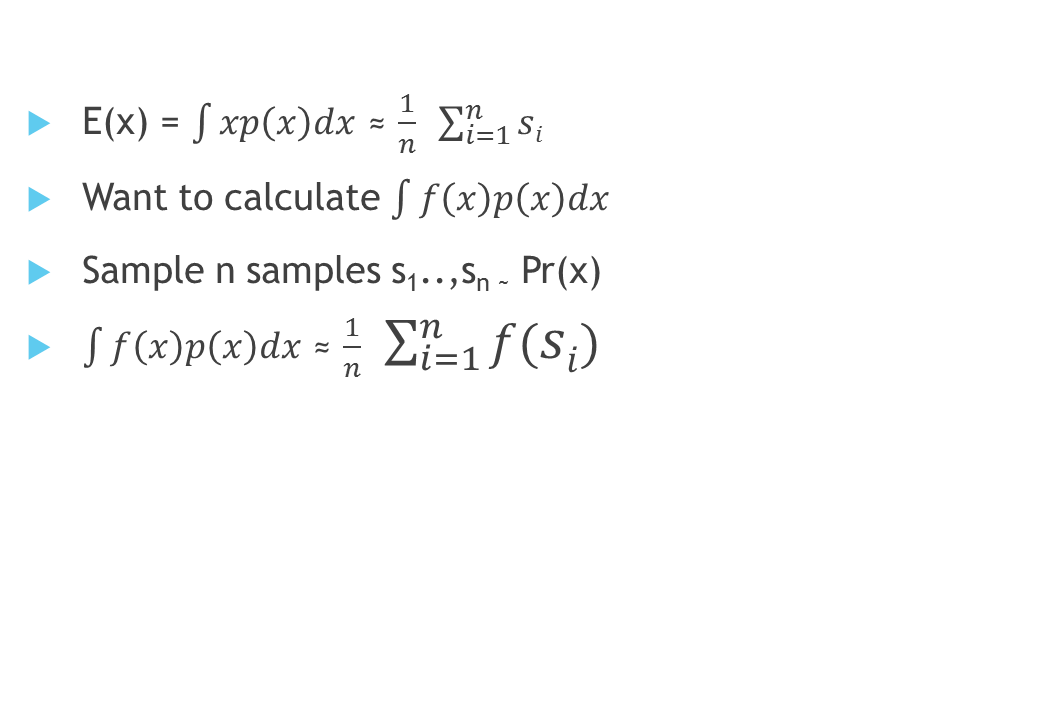 E(x) = ∫ 𝑥𝑝(𝑥)𝑑𝑥 ≈ 1/𝑛 ∑ⁿᵢ₌₁ 𝑠ᵢ
Want to calculate ∫ 𝑓(𝑥)𝑝(𝑥)𝑑𝑥
Sample n samples s₁..,sₙ ~ Pr(x)
∫ 𝑓(𝑥)𝑝(𝑥)𝑑𝑥 ≈ 1/𝑛 ∑ⁿᵢ₌₁ 𝑓(𝑠ᵢ)